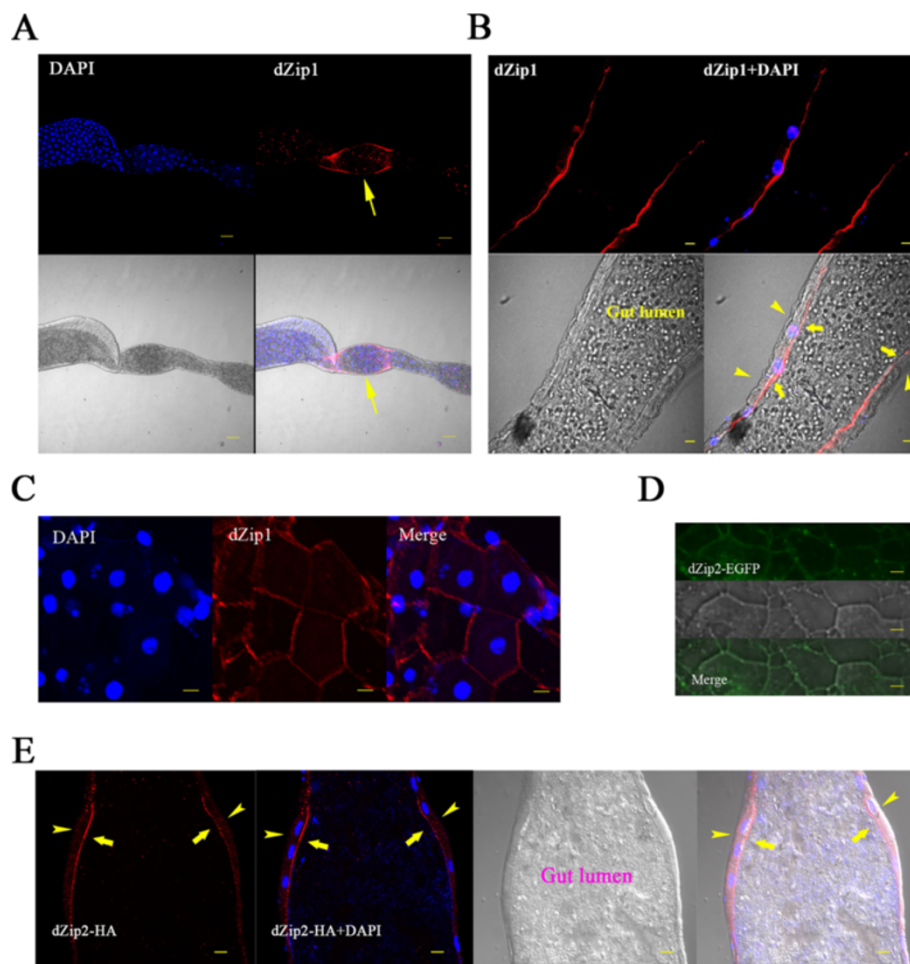 A
B
DAPI
dZip1
dZip1
dZip1+DAPI
Gut lumen
C
D
DAPI
dZip1
Merge
dZip2-EGFP
Merge
E
dZip2-HA
dZip2-HA+DAPI
Gut lumen